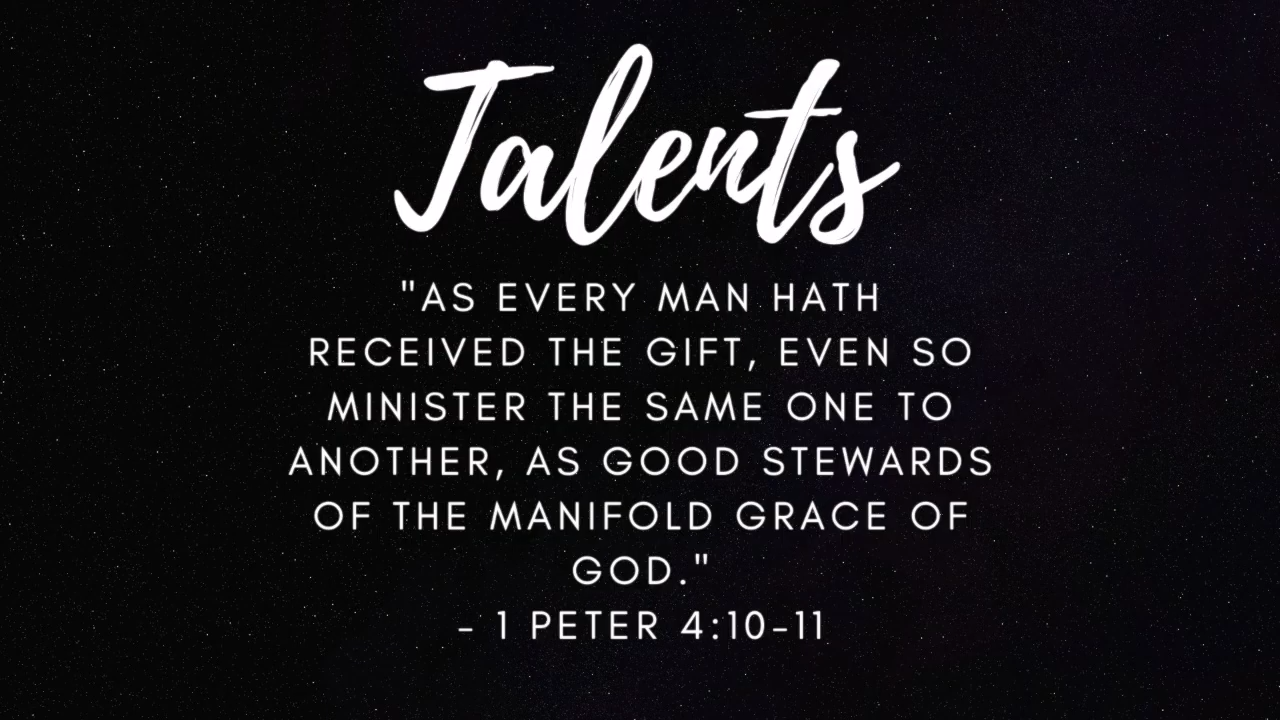 Talents
"AS EVERY MAN HATH
RECEIVED THE GIFT, EVEN SO
MINISTER THE SAME ONE TO
ANOTHER, AS GOOD STEWARDS
OF THE MANIFOLD GRACE OF
GOD."
- 1 PETER 4:10-11